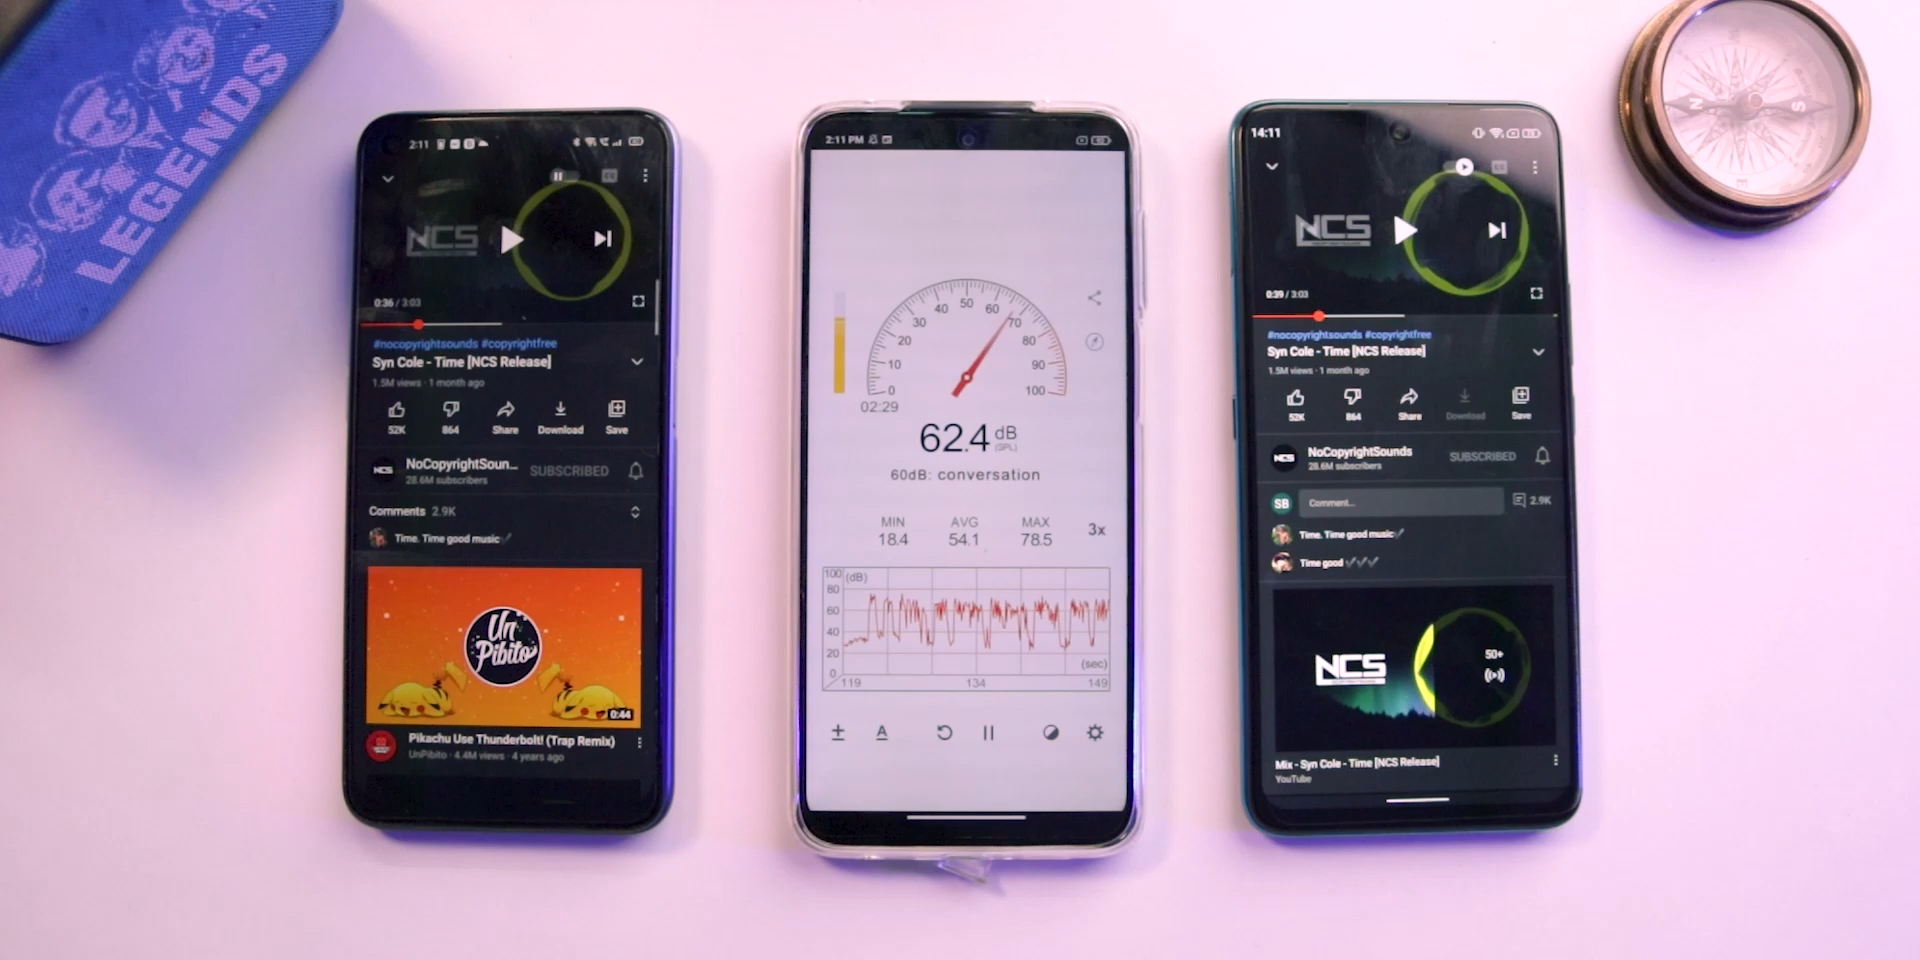 LEGENDS
2:11
CC
NCS
0:36 / 3:03
#nocopyrightsounds #copyrightfree
Syn Cole - Time [NCS Release]
1.5M views · 1 month ago
52K 864 Share Download Save
NCS
NoCopyrightSoun... SUBSCRIBED
28.6M subscribers
Comments 2.9K
Time. Time good music
Un
Pibito
0:44
Pikachu Use Thunderbolt! (Trap Remix)
UnPibito · 4.4M views · 4 years ago
2:11 PM
0 10 20 30 40 50 60 70 80 90 100
02:29
62.4 dB
(SPL)
60dB: conversation
MIN AVG MAX
18.4 54.1 78.5 3x
100 (dB)
80
60
40
20
0 (sec)
119 134 149
A
14:11
CC
NCS
0:39 / 3:03
#nocopyrightsounds #copyrightfree
Syn Cole - Time [NCS Release]
1.5M views · 1 month ago
52K 864 Share Download Save
NCS
NoCopyrightSounds SUBSCRIBED
28.6M subscribers
SB Comment... 2.9K
Time. Time good music
Time good
NCS
50+
Mix - Syn Cole - Time [NCS Release]
YouTube
N S E